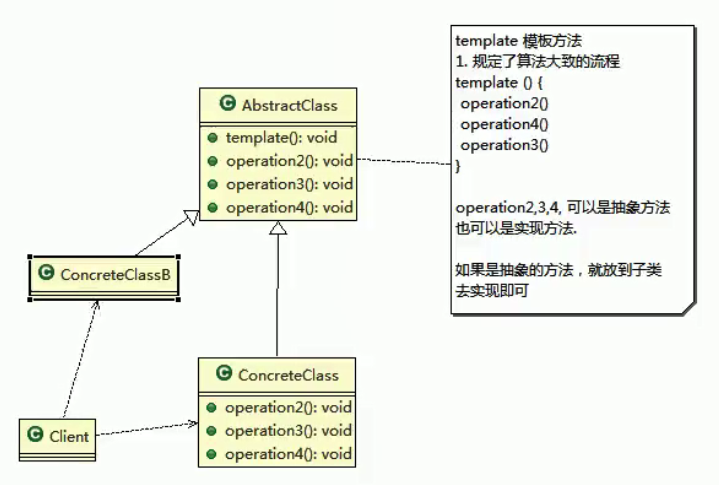 template 模板方法
1. 规定了算法大致的流程
template () {
operation2()
operation4()
operation3()
}
operation2,3,4, 可以是抽象方法
也可以是实现方法.
如果是抽象的方法，就放到子类
去实现即可
C AbstractClass
template(): void
operation2(): void
operation3(): void
operation4(): void
C ConcreteClassB
C ConcreteClass
operation2(): void
operation3(): void
operation4(): void
C Client